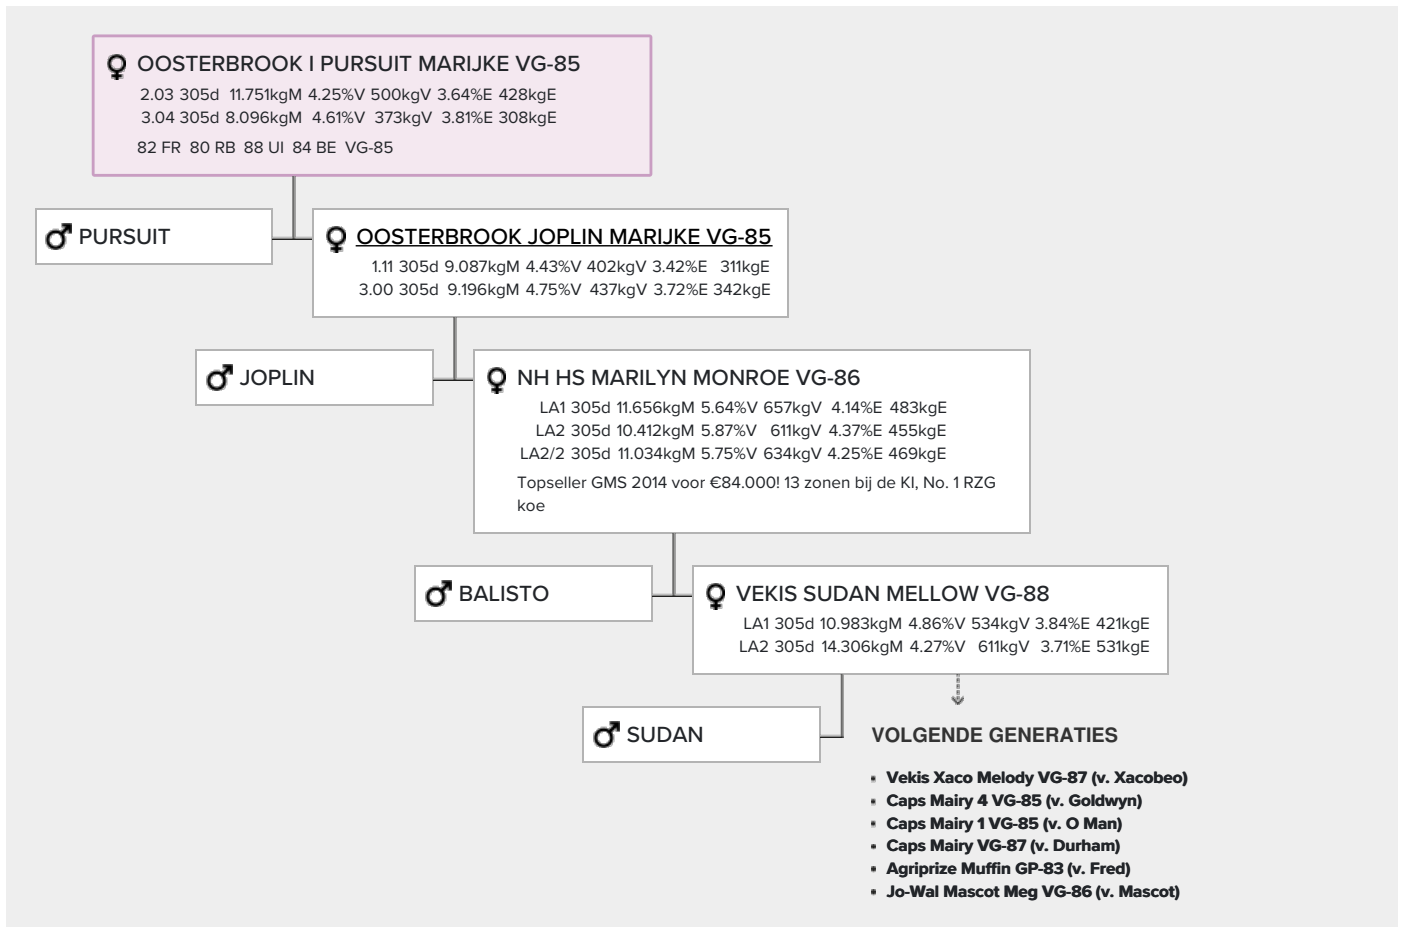 OOSTERBROOK I PURSUIT MARIJKE VG-85
2.03 305d 11.751kgM 4.25%V 500kgV 3.64%E 428kgE
3.04 305d 8.096kgM 4.61%V 373kgV 3.81%E 308kgE
82 FR 80 RB 88 UI 84 BE VG-85
PURSUIT
OOSTERBROOK JOPLIN MARIJKE VG-85
1.11 305d 9.087kgM 4.43%V 402kgV 3.42%E 311kgE
3.00 305d 9.196kgM 4.75%V 437kgV 3.72%E 342kgE
JOPLIN
NH HS MARILYN MONROE VG-86
LA1 305d 11.656kgM 5.64%V 657kgV 4.14%E 483kgE
LA2 305d 10.412kgM 5.87%V 611kgV 4.37%E 455kgE
LA2/2 305d 11.034kgM 5.75%V 634kgV 4.25%E 469kgE
Topseller GMS 2014 voor €84.000! 13 zonen bij de KI, No. 1 RZG
koe
BALISTO
VEKIS SUDAN MELLOW VG-88
LA1 305d 10.983kgM 4.86%V 534kgV 3.84%E 421kgE
LA2 305d 14.306kgM 4.27%V 611kgV 3.71%E 531kgE
SUDAN
VOLGENDE GENERATIES
Vekis Xaco Melody VG-87 (v. Xacobeo)
Caps Mairy 4 VG-85 (v. Goldwyn)
Caps Mairy 1 VG-85 (v. O Man)
Caps Mairy VG-87 (v. Durham)
Agriprize Muffin GP-83 (v. Fred)
Jo-Wal Mascot Meg VG-86 (v. Mascot)